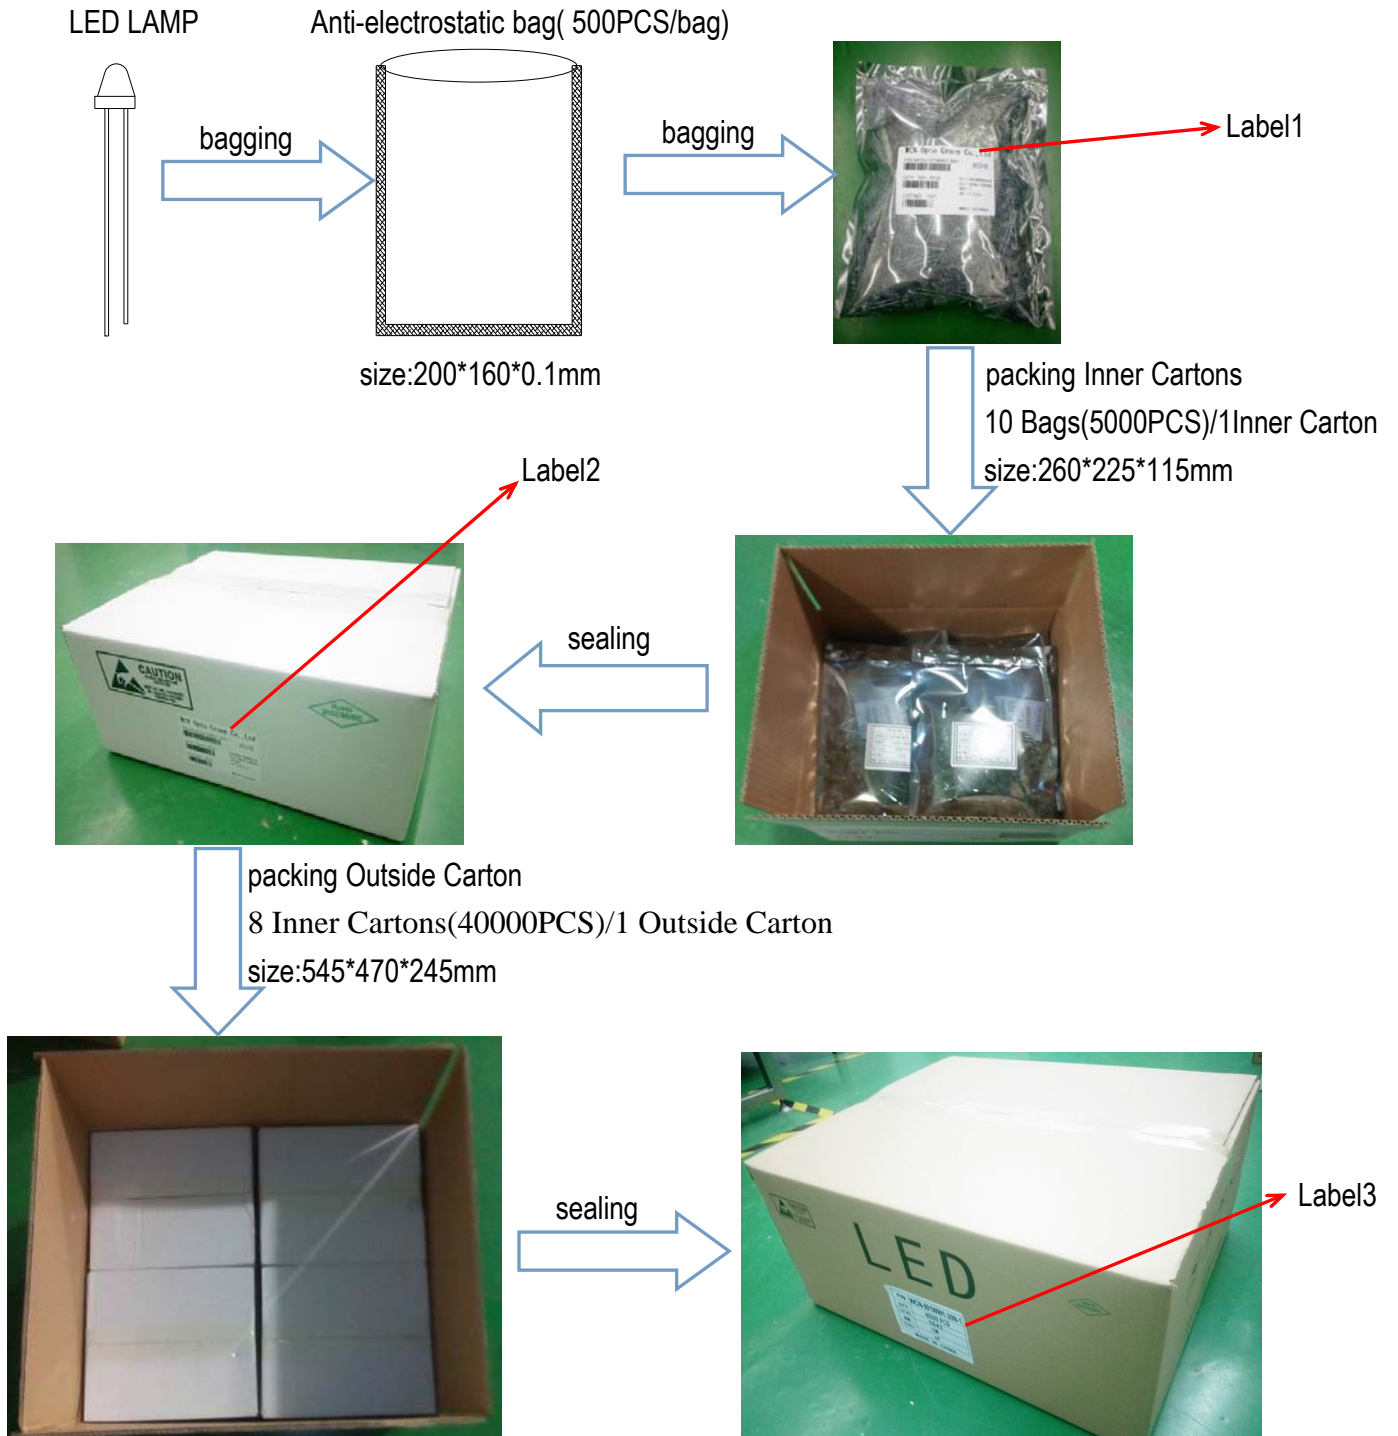 LED LAMP
Anti-electrostatic bag( 500PCS/bag)
bagging
bagging
Label1
size:200*160*0.1mm
packing Inner Cartons
10 Bags(5000PCS)/1Inner Carton
size:260*225*115mm
Label2
sealing
CAUTION
packing Outside Carton
8 Inner Cartons(40000PCS)/1 Outside Carton
size:545*470*245mm
sealing
Label3
LED